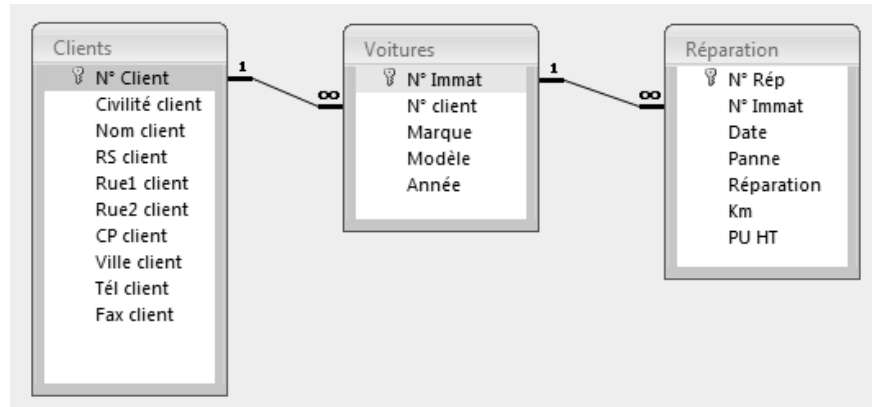 Clients
N° Client
Civilité client
Nom client
RS client
Rue1 client
Rue2 client
CP client
Ville client
Tél client
Fax client
1
∞
Voitures
N° Immat
N° client
Marque
Modèle
Année
1
∞
Réparation
N° Rép
N° Immat
Date
Panne
Réparation
Km
PU HT